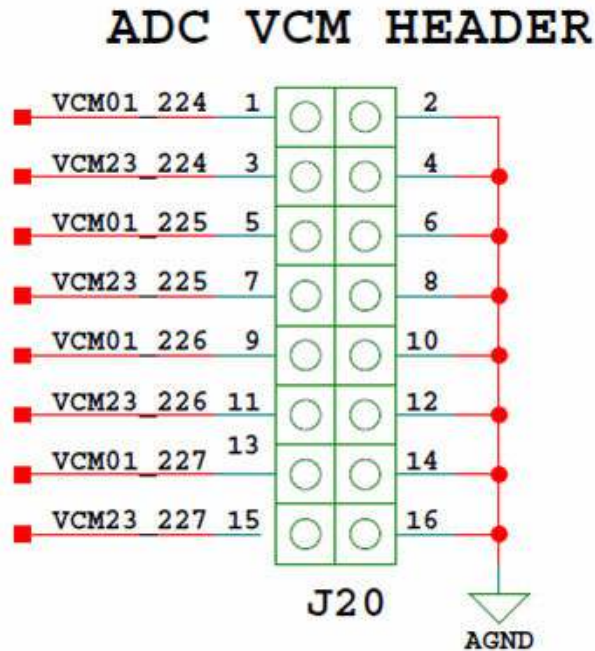 ADC VCM HEADER
VCM01_224 1 2
VCM23_224 3 4
VCM01_225 5 6
VCM23_225 7 8
VCM01_226 9 10
VCM23_226 11 12
VCM01_227 13 14
VCM23_227 15 16
J20
AGND